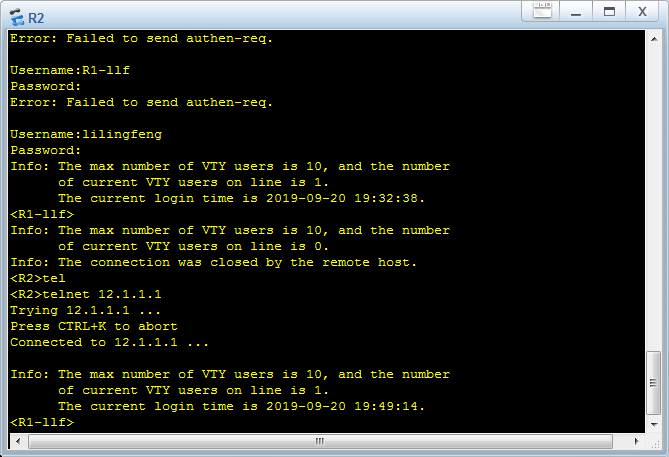 R2
Error: Failed to send authen-req.
Username:R1-llf
Password:
Error: Failed to send authen-req.
Username:lilingfeng
Password:
Info: The max number of VTY users is 10, and the number
of current VTY users on line is 1.
The current login time is 2019-09-20 19:32:38.
<R1-llf>
Info: The max number of VTY users is 10, and the number
of current VTY users on line is 0.
Info: The connection was closed by the remote host.
<R2>tel
<R2>telnet 12.1.1.1
Trying 12.1.1.1 ...
Press CTRL+K to abort
Connected to 12.1.1.1 ...
Info: The max number of VTY users is 10, and the number
of current VTY users on line is 1.
The current login time is 2019-09-20 19:49:14.
<R1-llf>